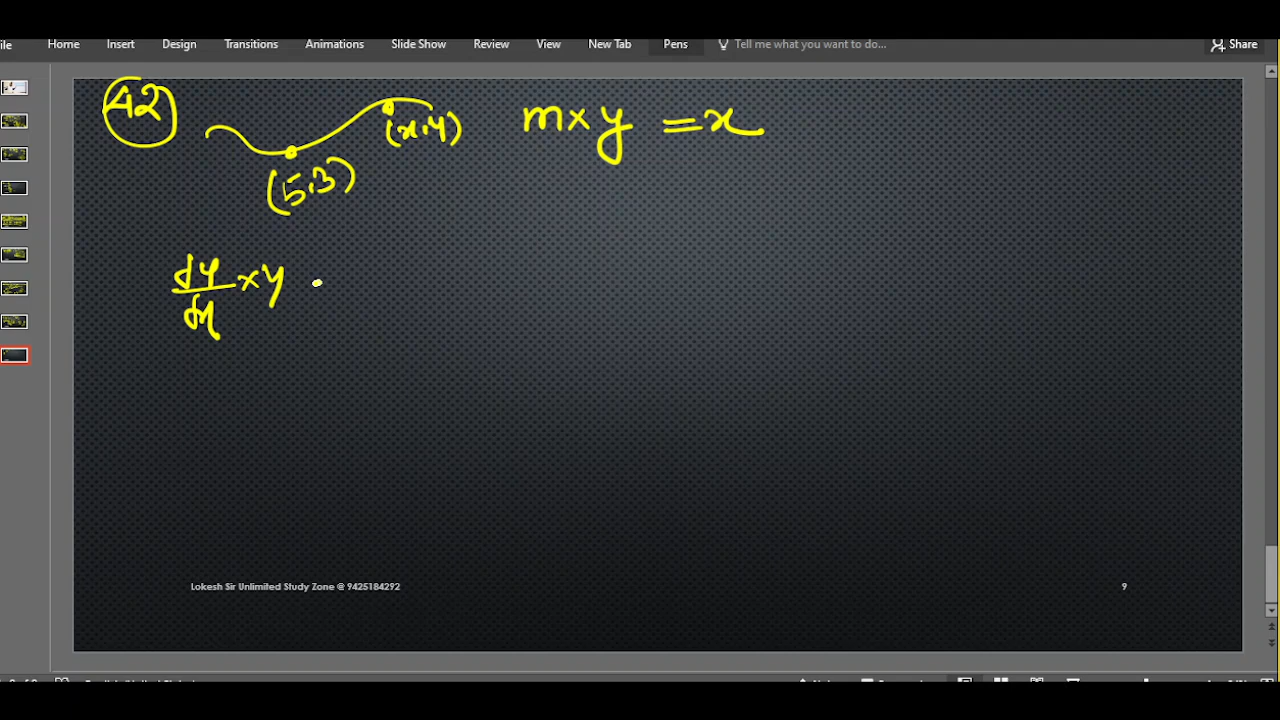 ile Home Insert Design Transitions Animations Slide Show Review View New Tab Pens Tell me what you want to do... Share
42
(x,y) m×y =x
(5,3)
dy/dx ×y
Lokesh Sir Unlimited Study Zone @ 9425184292 9